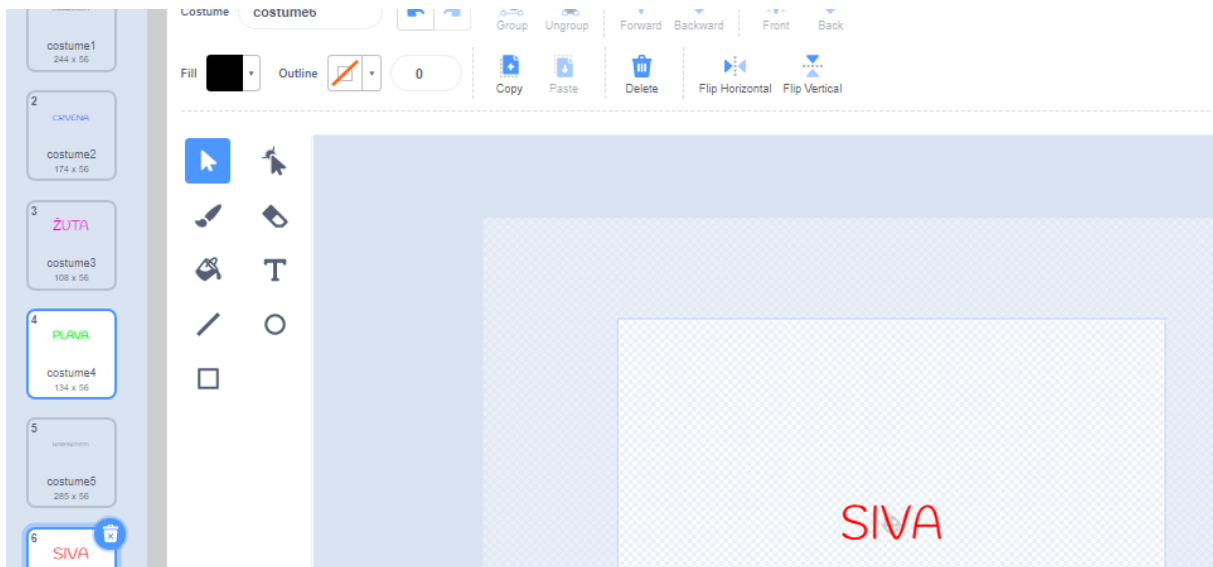 Costume costume6
Group Ungroup Forward Backward Front Back
costume1
244 x 56
Fill Outline 0
Copy Paste Delete Flip Horizontal Flip Vertical
2
CRVENA
costume2
174 x 56
3
ŽUTA
costume3
108 x 56
T
4
PLAVA
costume4
134 x 56
5
costume5
285 x 56
6
SIVA
SIVA